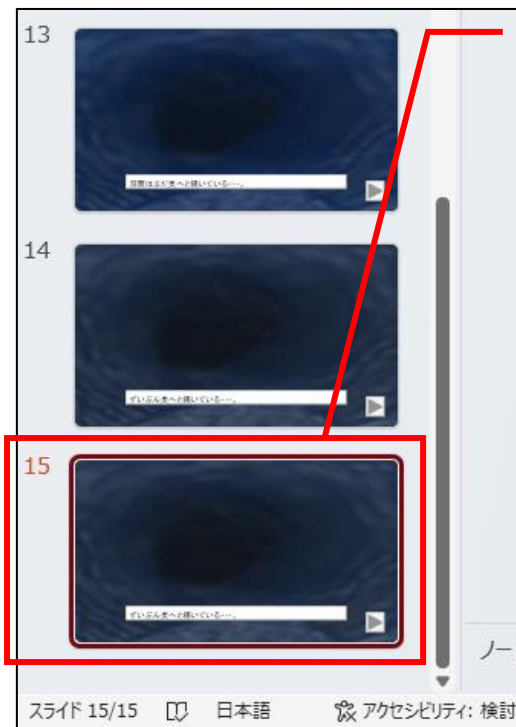 13
洞窟はまだ奥へと続いている・・・。
14
ずいぶん奥へと続いている・・・。
15
ずいぶん奥へと続いている・・・。
ノー
スライド 15/15 日本語 アクセシビリティ: 検討